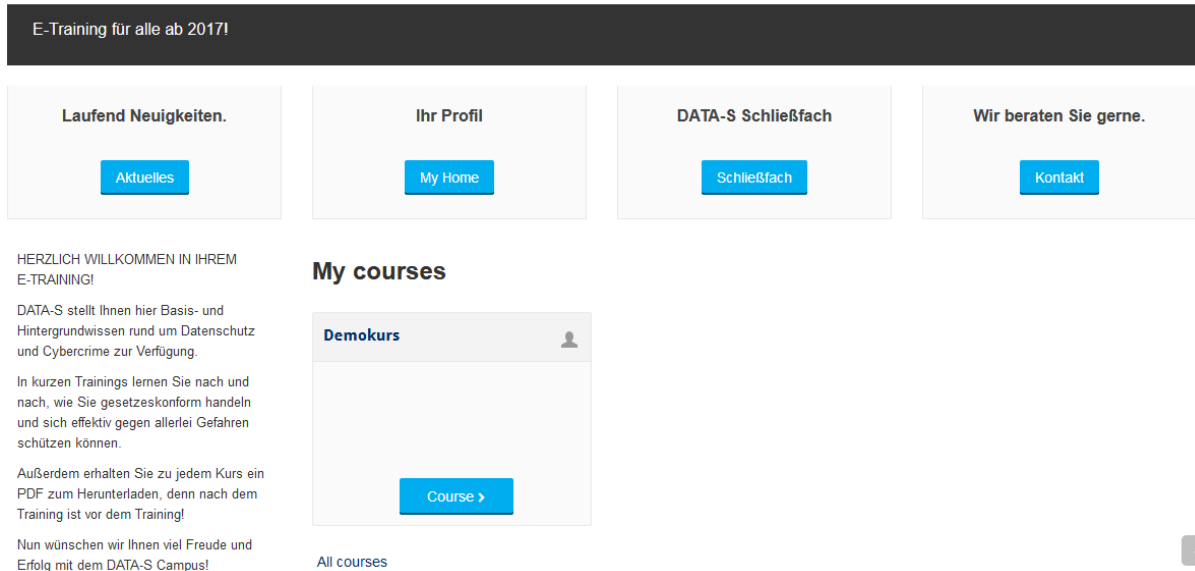 E-Training für alle ab 2017!
Laufend Neuigkeiten.
Aktuelles
Ihr Profil
My Home
DATA-S Schließfach
Schließfach
Wir beraten Sie gerne.
Kontakt
HERZLICH WILLKOMMEN IN IHREM
E-TRAINING!
DATA-S stellt Ihnen hier Basis- und
Hintergrundwissen rund um Datenschutz
und Cybercrime zur Verfügung.
In kurzen Trainings lernen Sie nach und
nach, wie Sie gesetzeskonform handeln
und sich effektiv gegen allerlei Gefahren
schützen können.
Außerdem erhalten Sie zu jedem Kurs ein
PDF zum Herunterladen, denn nach dem
Training ist vor dem Training!
Nun wünschen wir Ihnen viel Freude und
Erfolg mit dem DATA-S Campus!
My courses
Demokurs
Course
All courses